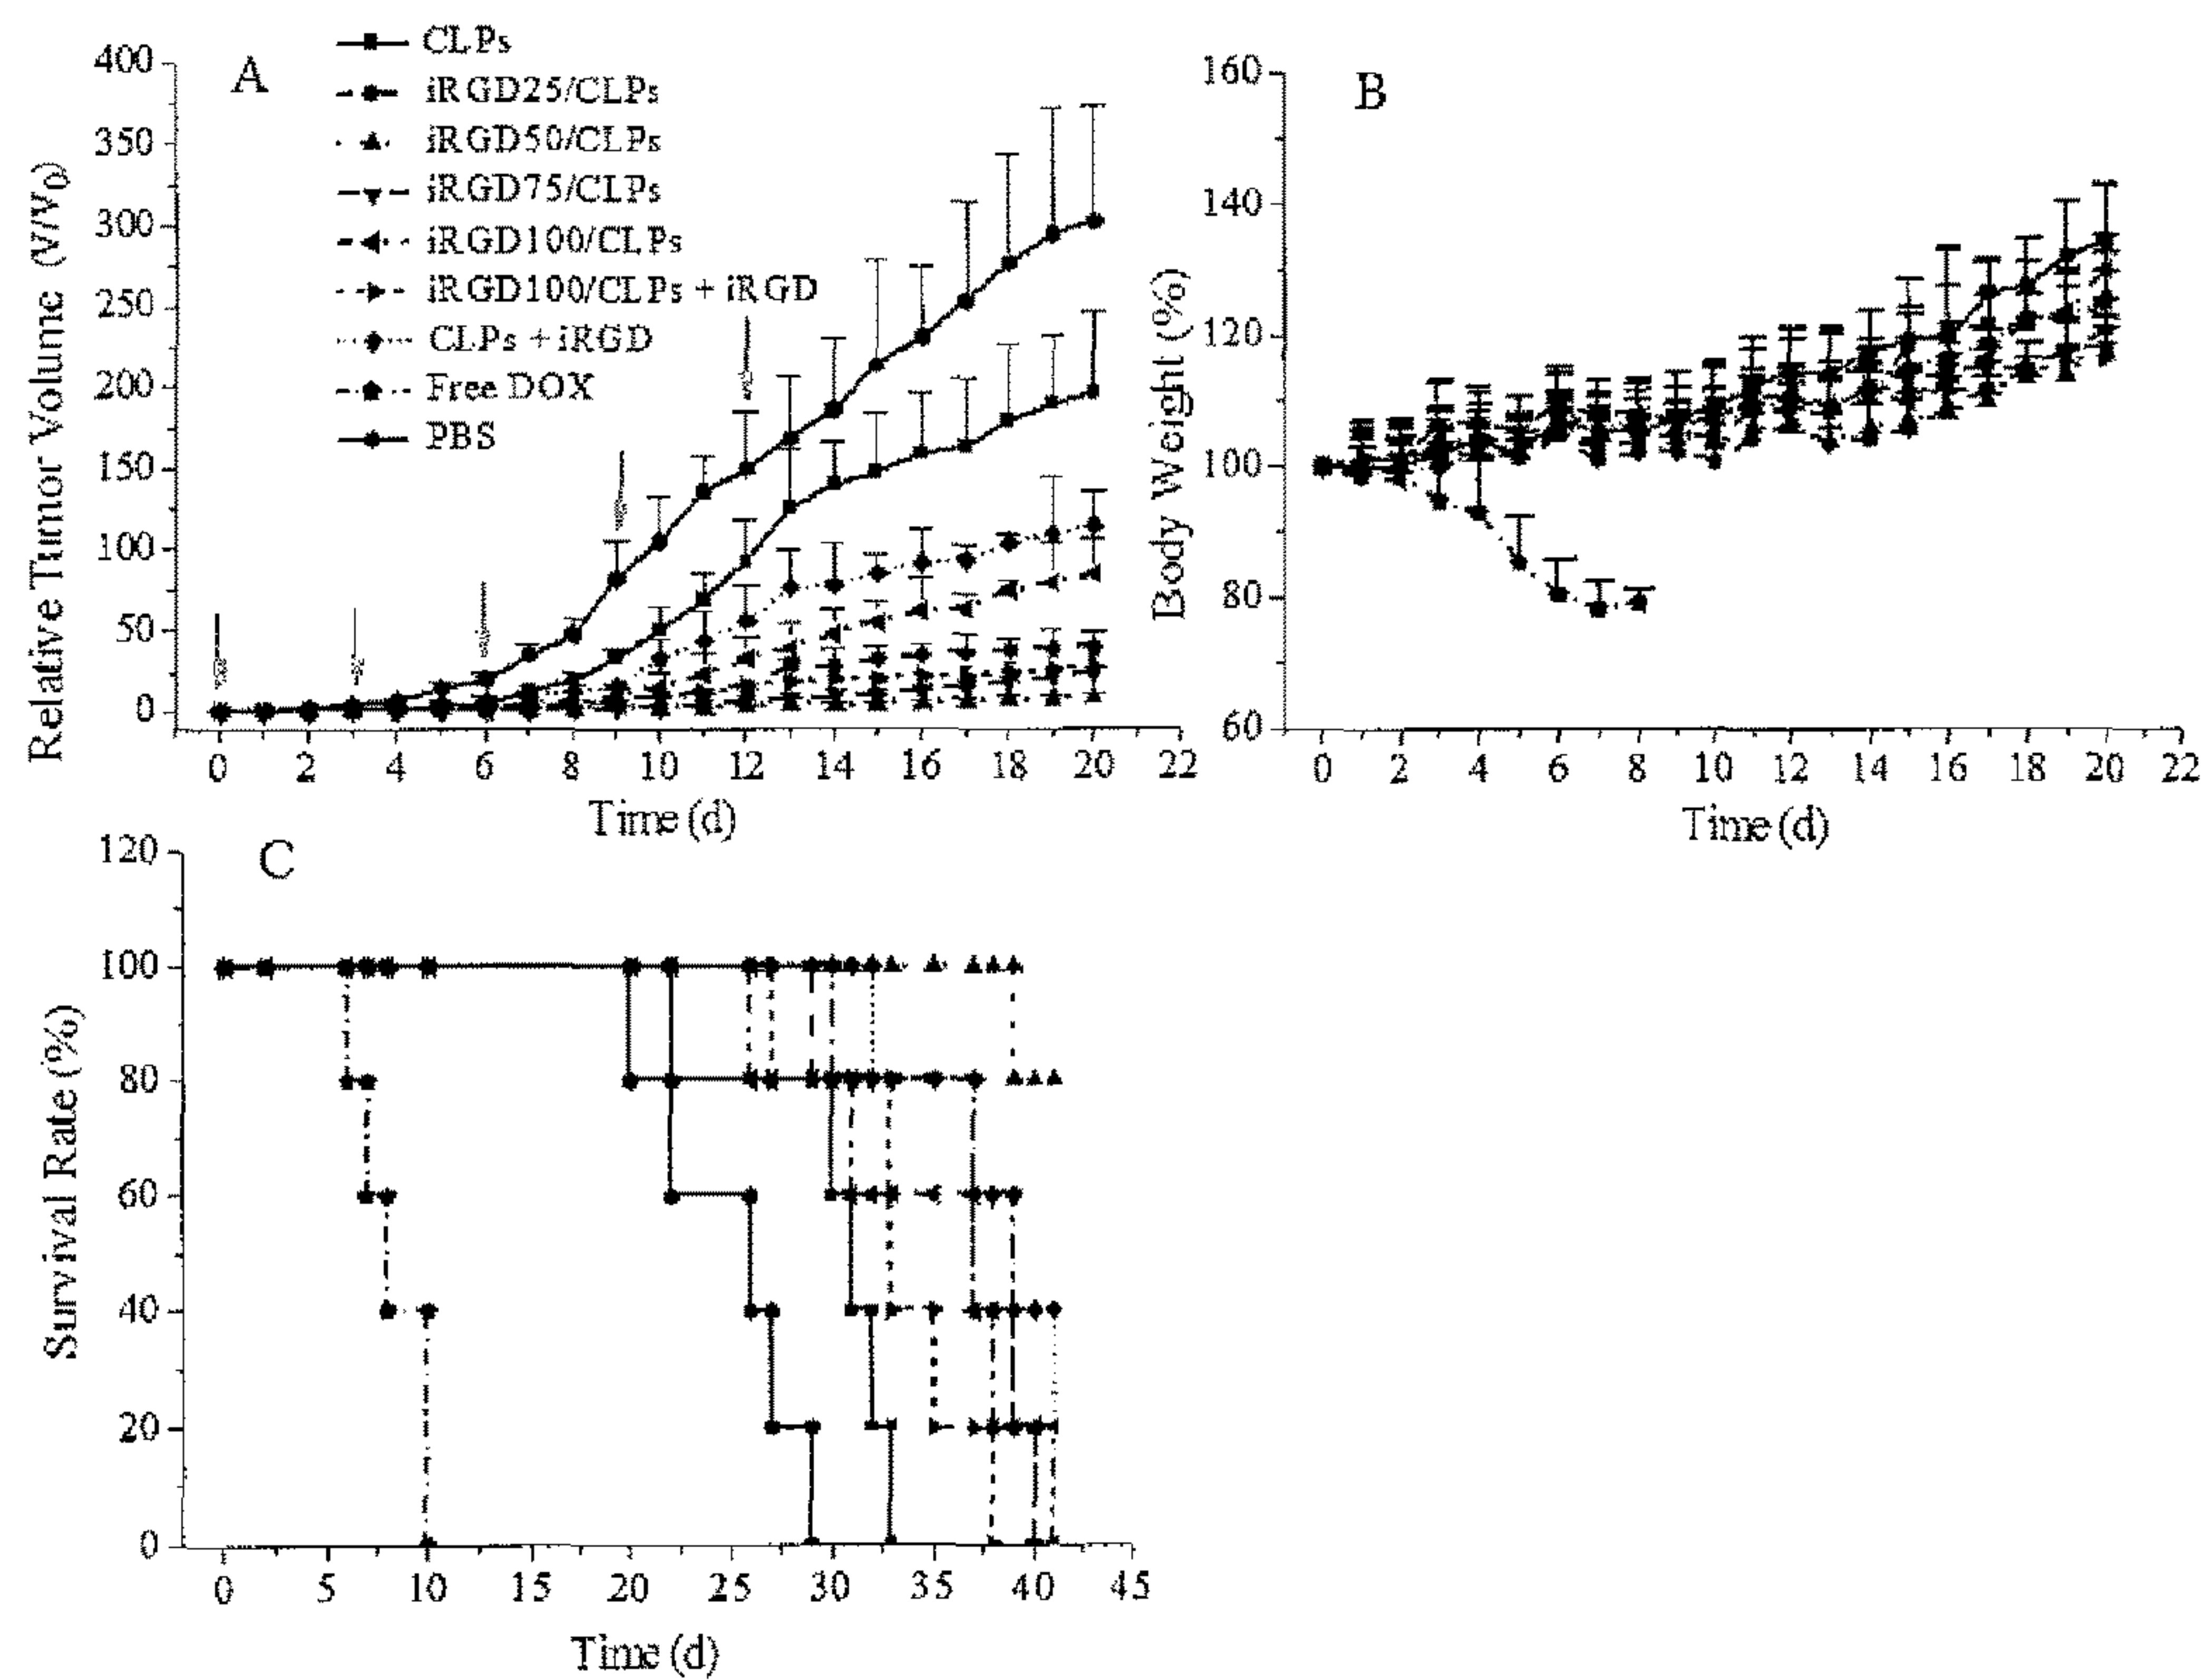 A
CLPs
iRGD25/CLPs
iRGD50/CLPs
iRGD75/CLPs
iRGD100/CLPs
iRGD100/CLPs + iRGD
CLPs + iRGD
Free DOX
PBS
Relative Tumor Volume (V/V0)
400
350
300
250
200
150
100
50
0
0 2 4 6 8 10 12 14 16 18 20 22
Time (d)
B
Body Weight (%)
160
140
120
100
80
60
0 2 4 6 8 10 12 14 16 18 20 22
Time (d)
C
Survival Rate (%)
120
100
80
60
40
20
0
0 5 10 15 20 25 30 35 40 45
Time (d)